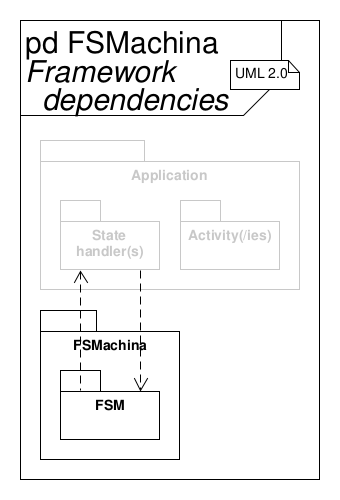 pd FSMachina
Framework
dependencies
UML 2.0
Application
State
handler(s)
Activity(/ies)
FSMachina
FSM